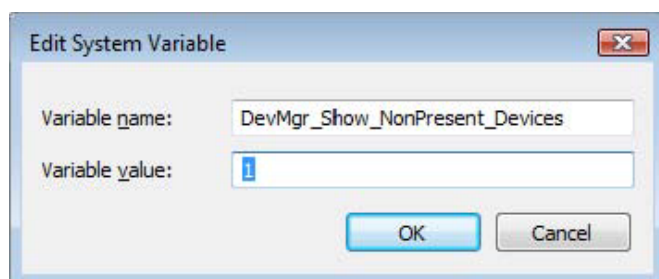 Edit System Variable
Variable name: DevMgr_Show_NonPresent_Devices
Variable value: 1
OK Cancel